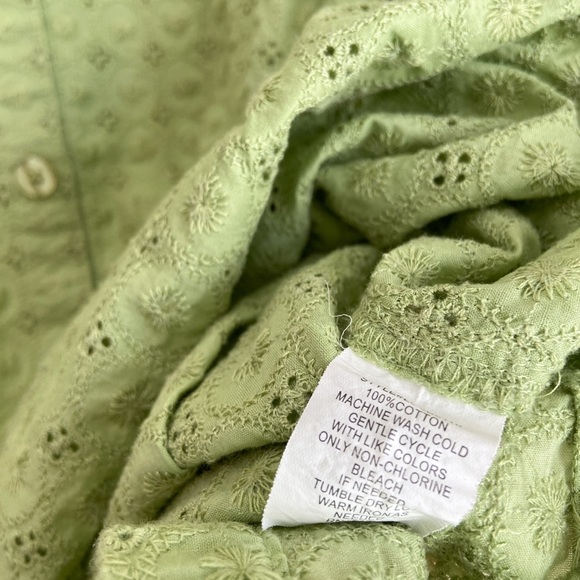 100%COTTON
MACHINE WASH COLD
GENTLE CYCLE
WITH LIKE COLORS
ONLY NON-CHLORINE
BLEACH
IF NEEDED
TUMBLE DRY
WARM IRON AS